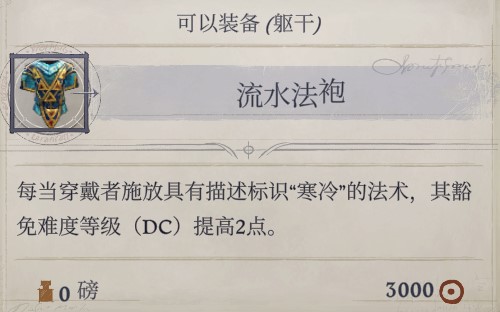 可以装备 (躯干)
流水法袍
每当穿戴者施放具有描述标识“寒冷”的法术，其豁
免难度等级（DC）提高2点。
0 磅
3000